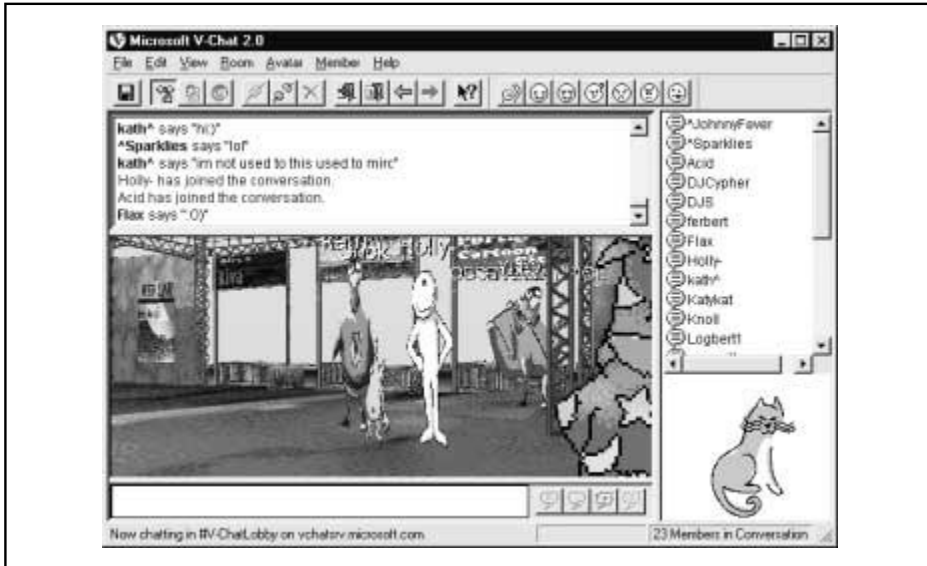 Microsoft V-Chat 2.0
File Edit View Room Avatar Member Help
kath^ says "hi:)"
^Sparklies says "lol"
kath^ says "im not used to this used to mirc"
Holly- has joined the conversation.
Acid has joined the conversation.
Flax says ":O)"
^JohnnyFever
^Sparklies
Acid
DJCypher
DJS
ferbert
Flax
Holly-
kath^
Katykat
Knoll
Logbert1
Holly
Cartoon
Now chatting in #V-ChatLobby on vchatsrv.microsoft.com
23 Members in Conversation